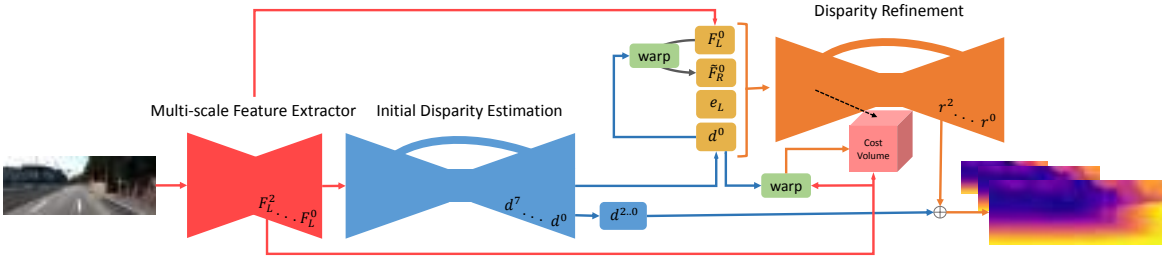 Disparity Refinement
Multi-scale Feature Extractor
Initial Disparity Estimation
warp
F_L^0
F̃_R^0
e_L
d^0
F_L^2 . . . F_L^0
d^7 . . . d^0
d^{2..0}
warp
Cost
Volume
r^2 . . . r^0